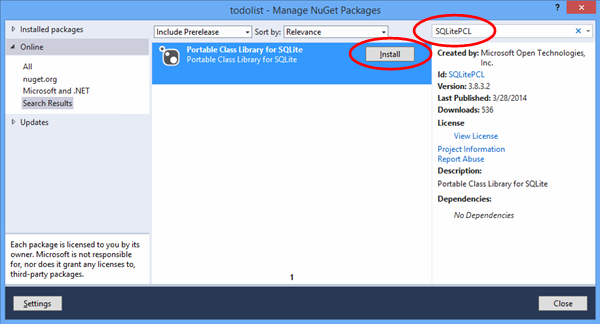 todolist - Manage NuGet Packages
?
Installed packages
Online
All
nuget.org
Microsoft and .NET
Search Results
Updates
Each package is licensed to you by its
owner. Microsoft is not responsible
for, nor does it grant any licenses to,
third-party packages.
Include Prerelease
Sort by: Relevance
Portable Class Library for SQLite
Portable Class Library for SQLite
Install
1
SQLitePCL
Created by: Microsoft Open Technologies,
Inc.
Id: SQLitePCL
Version: 3.8.3.2
Last Published: 3/28/2014
Downloads: 536
License
View License
Project Information
Report Abuse
Description:
Portable Class Library for SQLite
Dependencies:
No Dependencies
Settings
Close